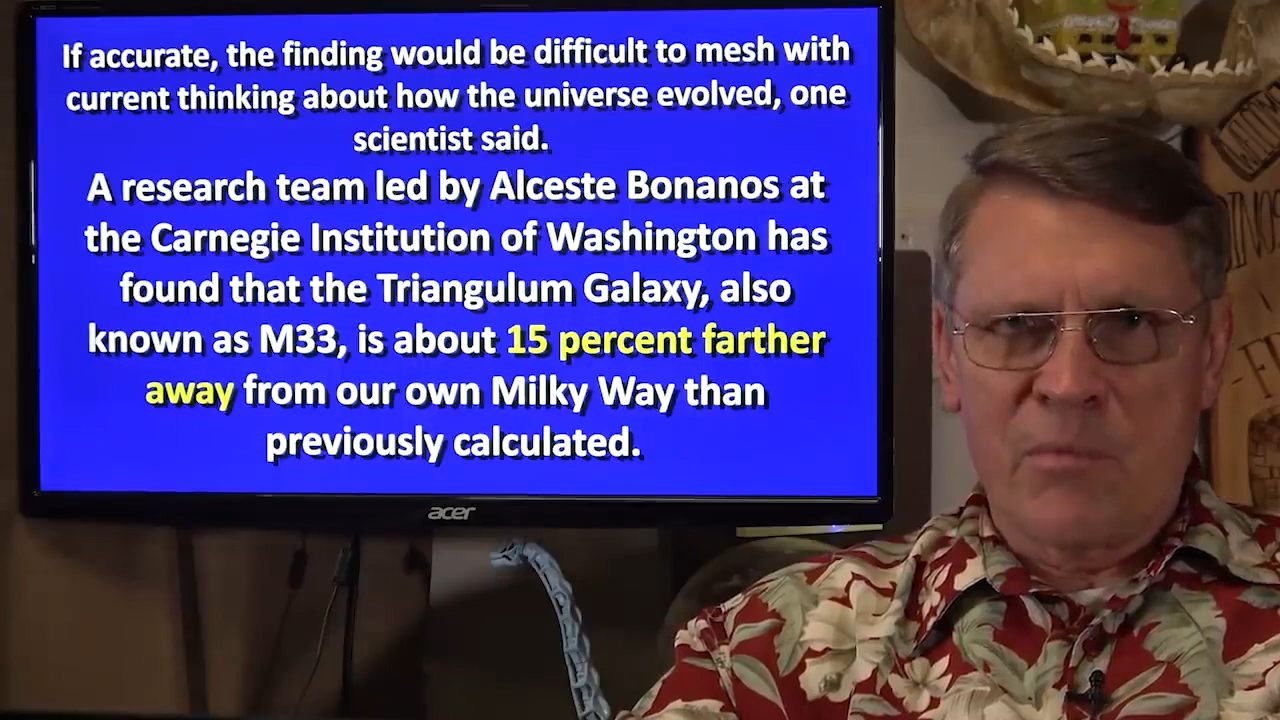 If accurate, the finding would be difficult to mesh with
current thinking about how the universe evolved, one
scientist said.
A research team led by Alceste Bonanos at
the Carnegie Institution of Washington has
found that the Triangulum Galaxy, also
known as M33, is about 15 percent farther
away from our own Milky Way than
previously calculated.
acer